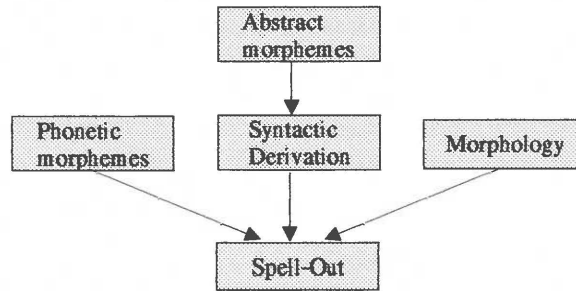 Abstract
morphemes
Phonetic
morphemes
Syntactic
Derivation
Morphology
Spell-Out